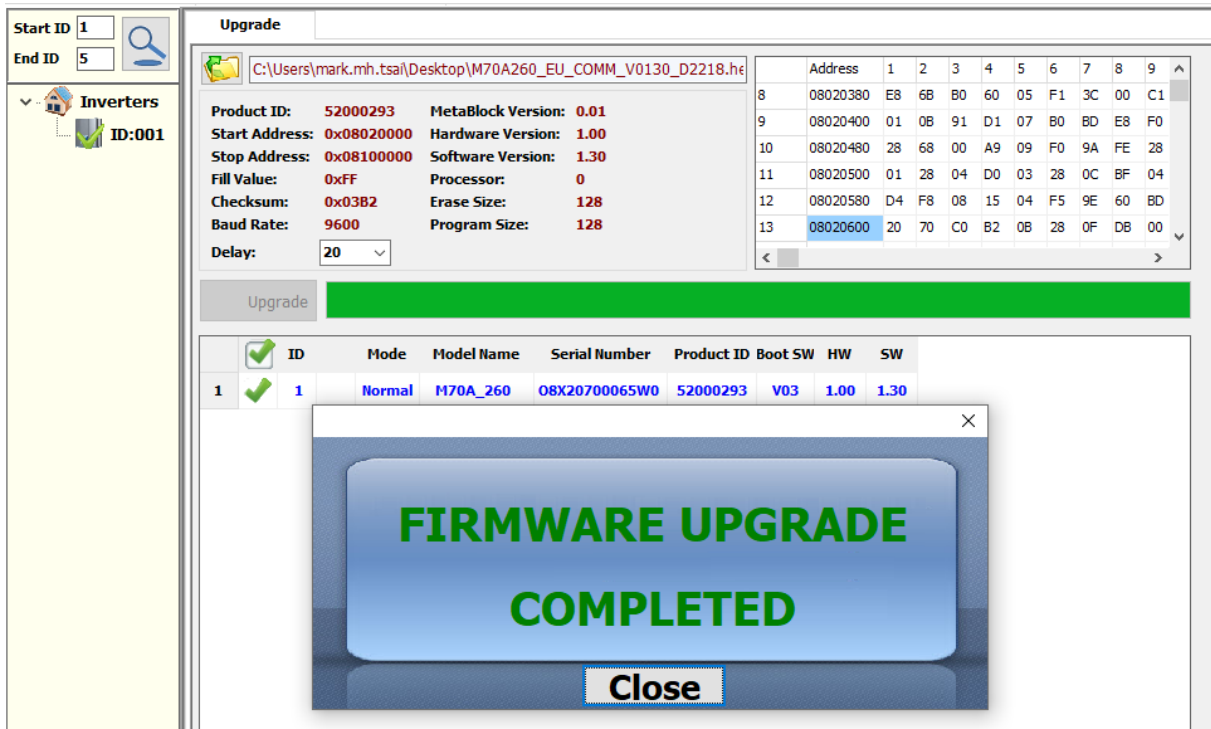 Start ID 1
End ID 5
Inverters
ID:001
Upgrade
C:\Users\mark.mh.tsai\Desktop\M70A260_EU_COMM_V0130_D2218.he
Product ID: 52000293 MetaBlock Version: 0.01
Start Address: 0x08020000 Hardware Version: 1.00
Stop Address: 0x08100000 Software Version: 1.30
Fill Value: 0xFF Processor: 0
Checksum: 0x03B2 Erase Size: 128
Baud Rate: 9600 Program Size: 128
Delay: 20
Address 1 2 3 4 5 6 7 8 9
8 08020380 E8 6B B0 60 05 F1 3C 00 C1
9 08020400 01 0B 91 D1 07 B0 BD E8 F0
10 08020480 28 68 00 A9 09 F0 9A FE 28
11 08020500 01 28 04 D0 03 28 0C BF 04
12 08020580 D4 F8 08 15 04 F5 9E 60 BD
13 08020600 20 70 C0 B2 0B 28 0F DB 00
Upgrade
ID Mode Model Name Serial Number Product ID Boot SW HW SW
1 1 Normal M70A_260 O8X20700065W0 52000293 V03 1.00 1.30
FIRMWARE UPGRADE
COMPLETED
Close